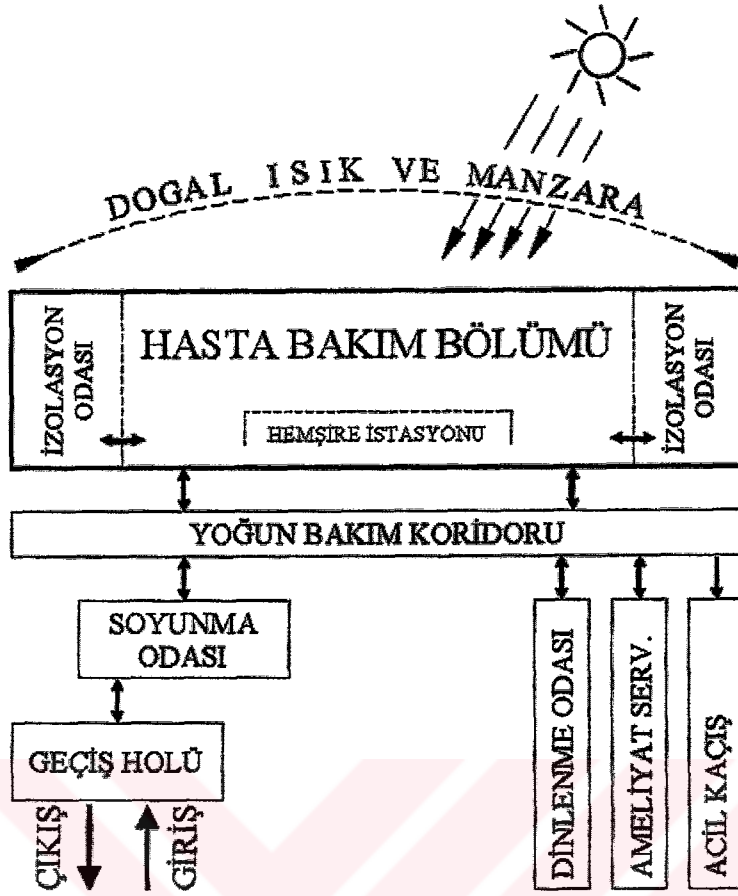 DOGAL ISIK VE MANZARA
İZOLASYON
ODASI
HASTA BAKIM BÖLÜMÜ
HEMŞİRE İSTASYONU
İZOLASYON
ODASI
YOĞUN BAKIM KORİDORU
SOYUNMA
ODASI
GEÇİŞ HOLÜ
ÇIKIŞ
GİRİŞ
DİNLENME ODASI
AMELİYAT SERV.
ACİL KAÇIŞ